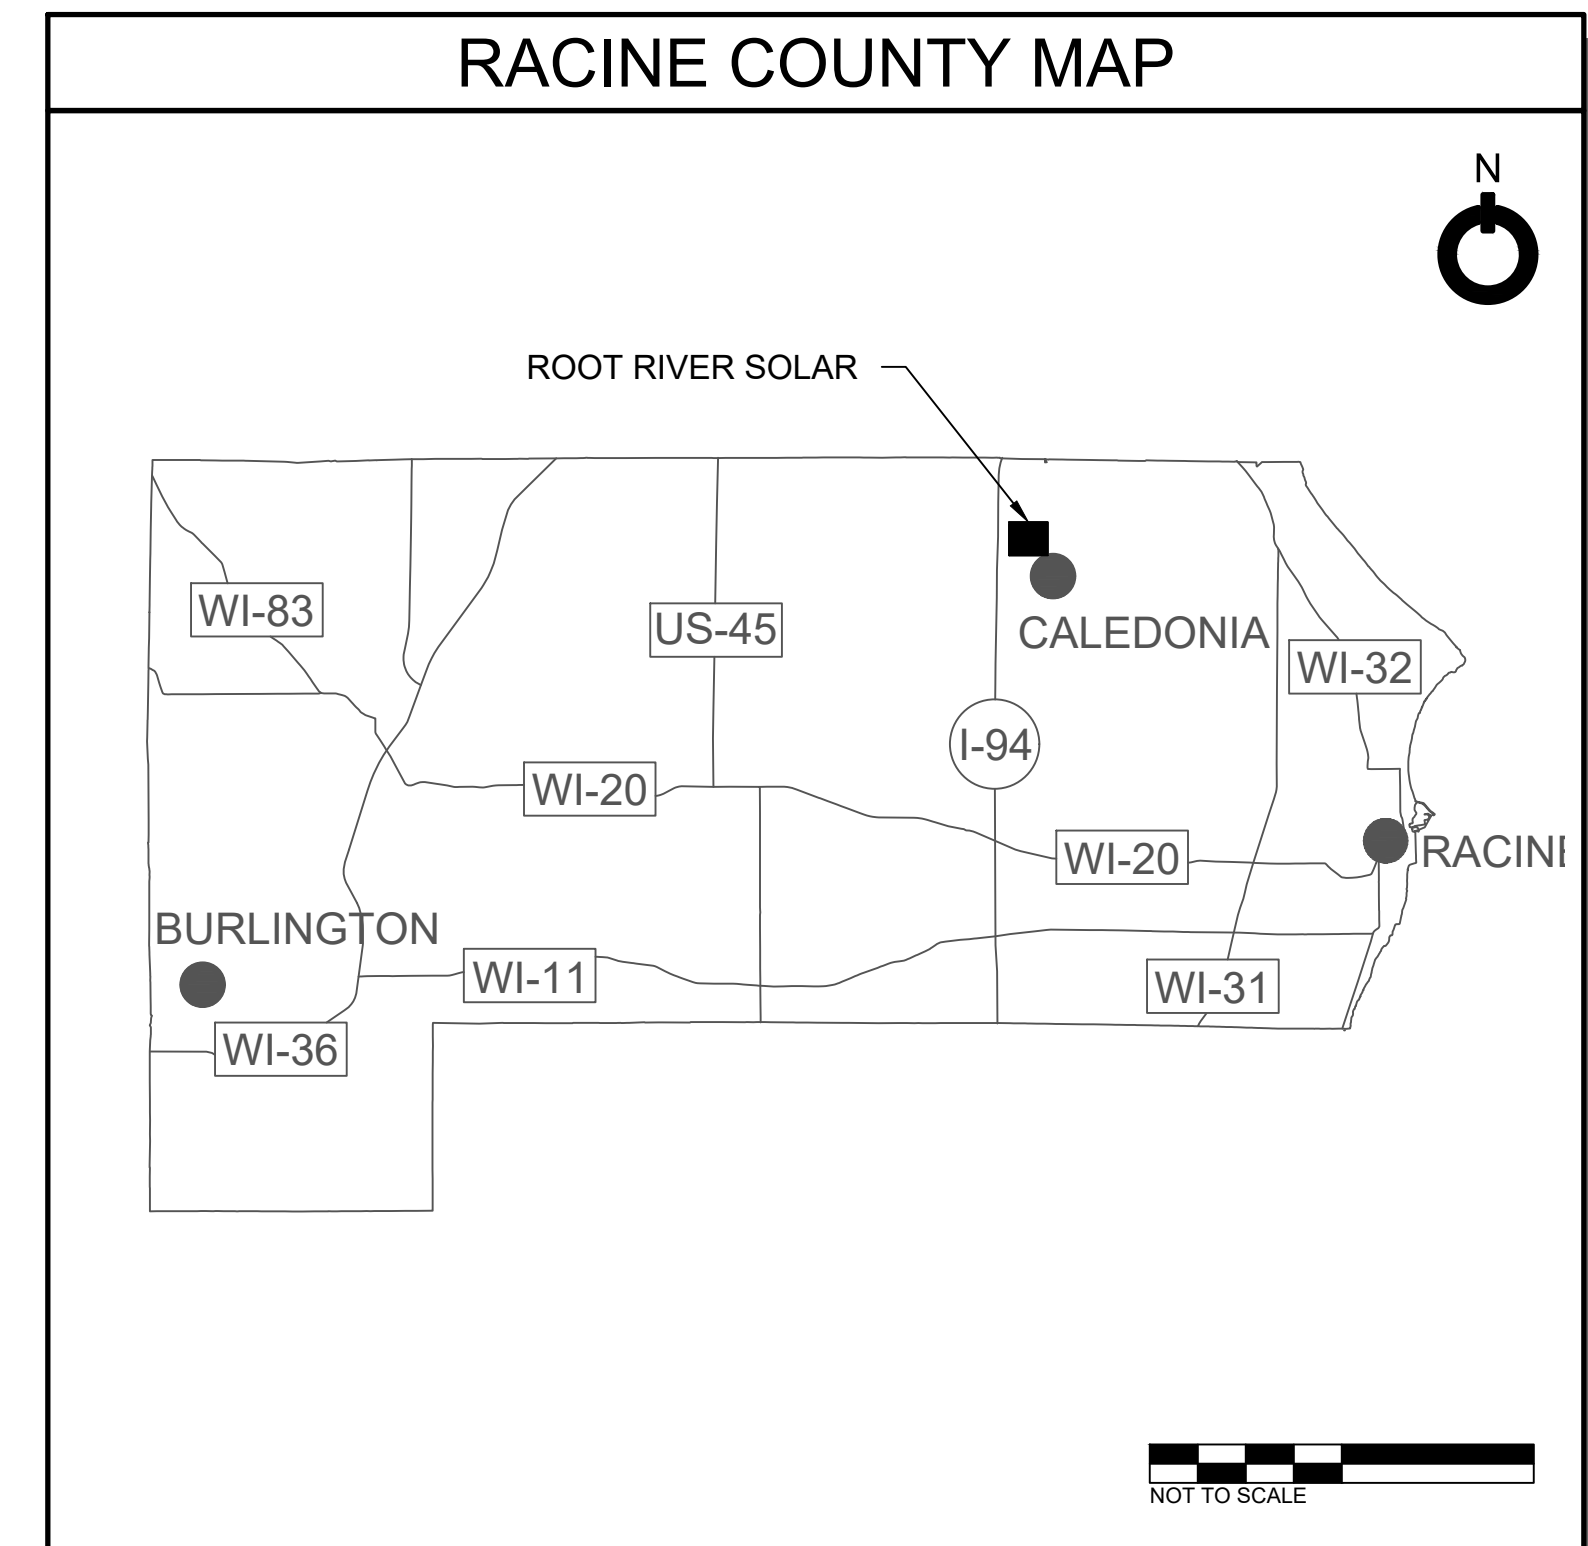 RACINE COUNTY MAP
N
ROOT RIVER SOLAR
WI-83
US-45
CALEDONIA
WI-32
I-94
WI-20
WI-20
RACINE
BURLINGTON
WI-11
WI-31
WI-36
NOT TO SCALE